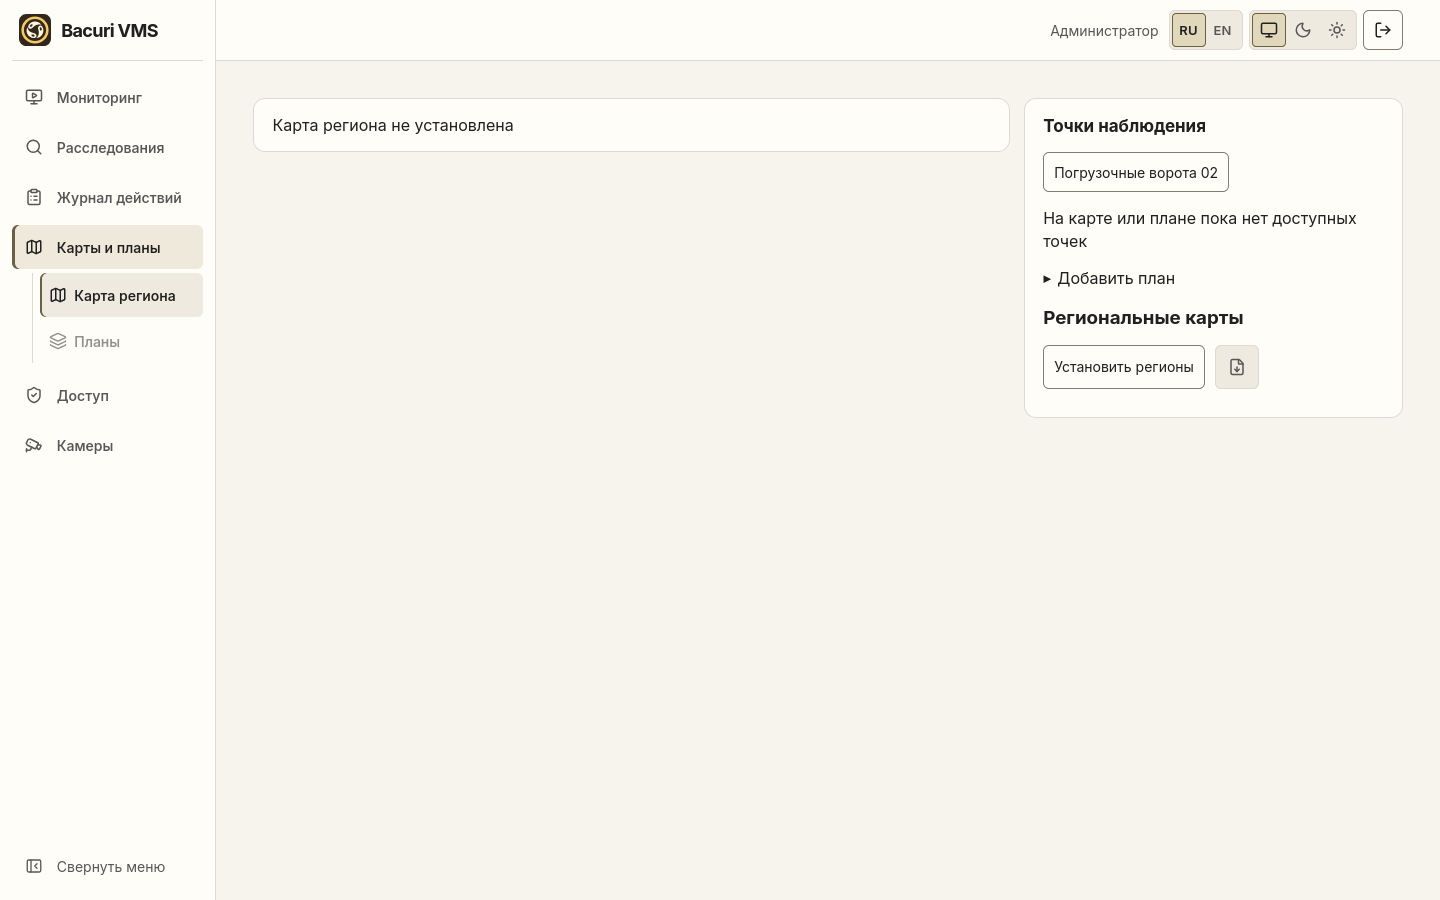 Bacuri VMS
Администратор
RU
EN
Мониторинг
Расследования
Журнал действий
Карты и планы
Карта региона
Планы
Доступ
Камеры
Свернуть меню
Карта региона не установлена
Точки наблюдения
Погрузочные ворота 02
На карте или плане пока нет доступных
точек
Добавить план
Региональные карты
Установить регионы